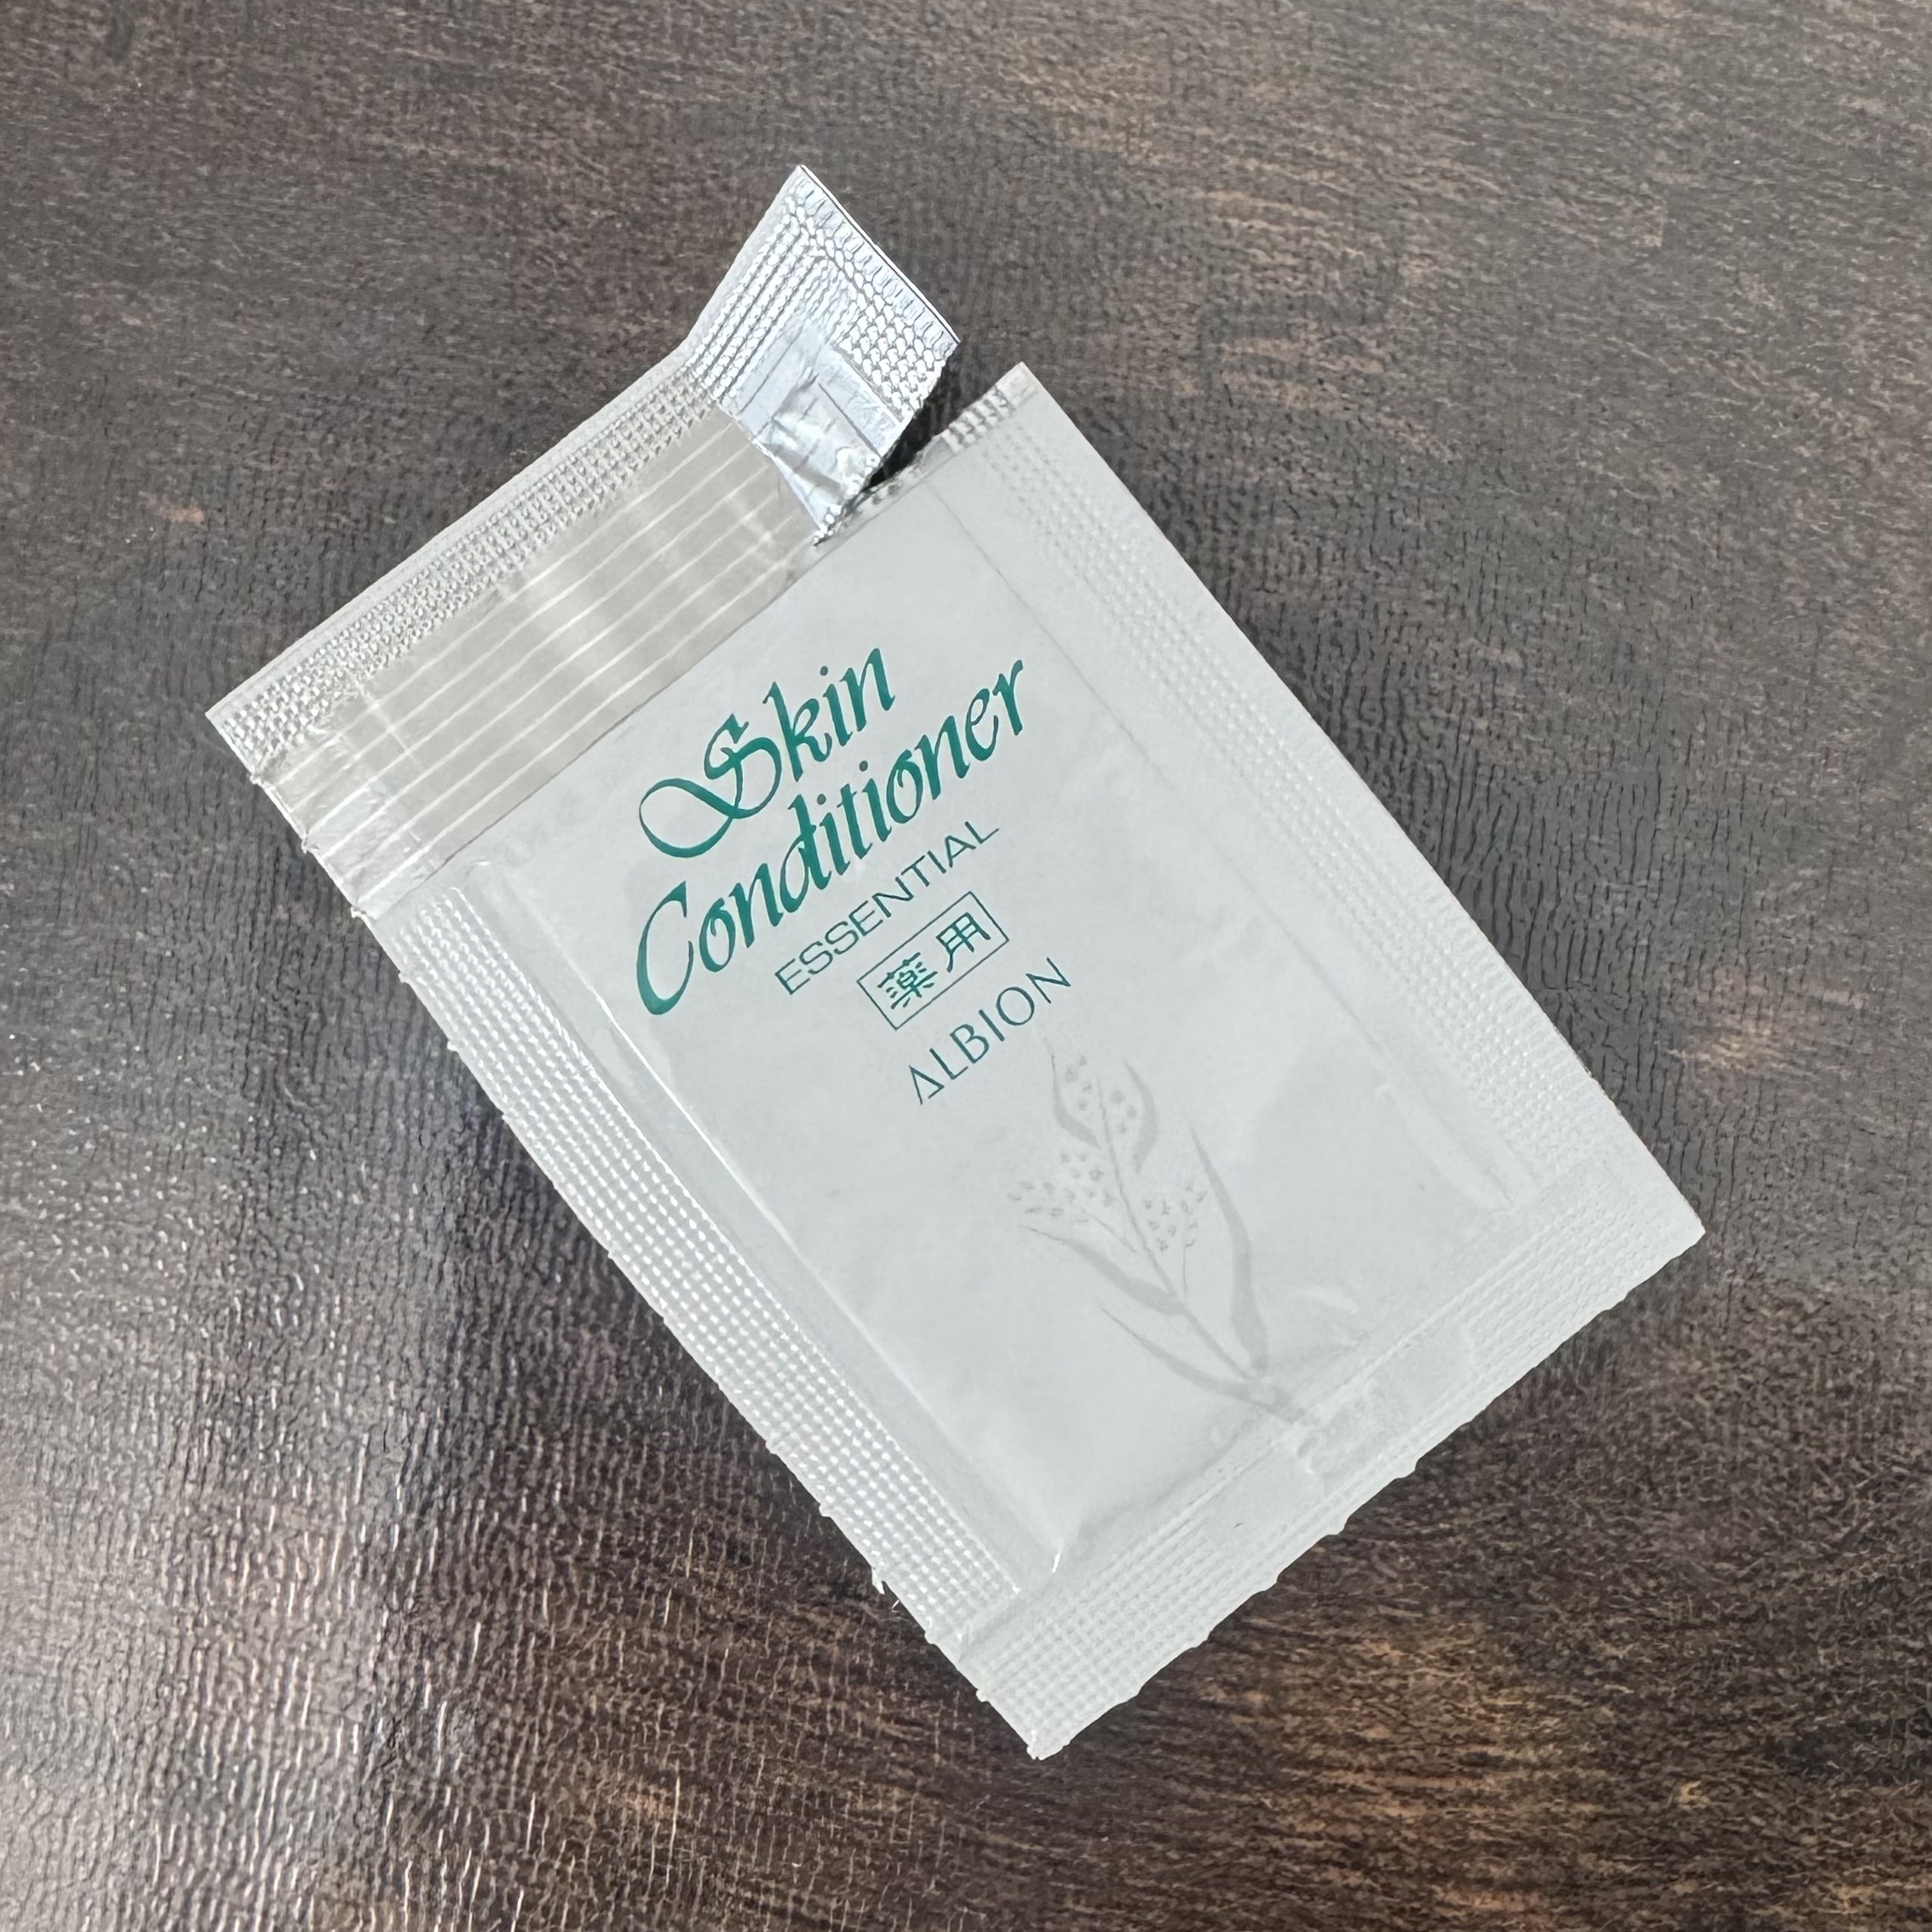 Skin
Conditioner
ESSENTIAL
薬用
ALBION